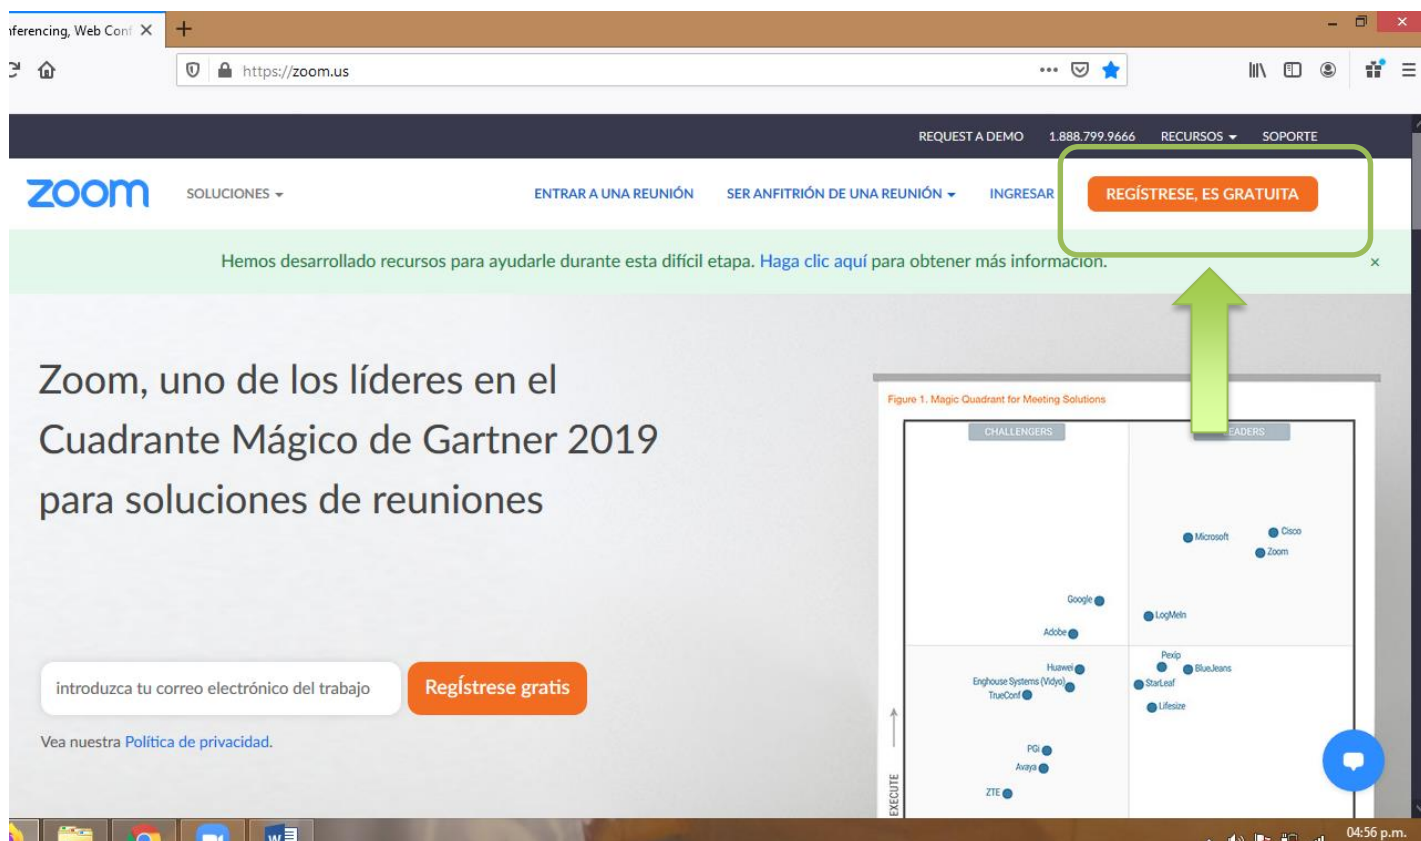 nferencing, Web Conf
https://zoom.us
REQUEST A DEMO 1.888.799.9666 RECURSOS SOPORTE
zoom SOLUCIONES ENTRAR A UNA REUNIÓN SER ANFITRIÓN DE UNA REUNIÓN INGRESAR REGÍSTRESE, ES GRATUITA
Hemos desarrollado recursos para ayudarle durante esta difícil etapa. Haga clic aquí para obtener más información.
Zoom, uno de los líderes en el
Cuadrante Mágico de Gartner 2019
para soluciones de reuniones
introduzca tu correo electrónico del trabajo
RegÍstrese gratis
Vea nuestra Política de privacidad.
Figure 1. Magic Quadrant for Meeting Solutions
CHALLENGERS EADERS
Microsoft
Cisco
Zoom
Google
LogMeIn
Adobe
Pexip
Huawei
BlueJeans
Enghouse Systems (Vidyo)
StarLeaf
TrueConf
Lifesize
PGi
Avaya
ZTE
EXECUTE
04:56 p.m.